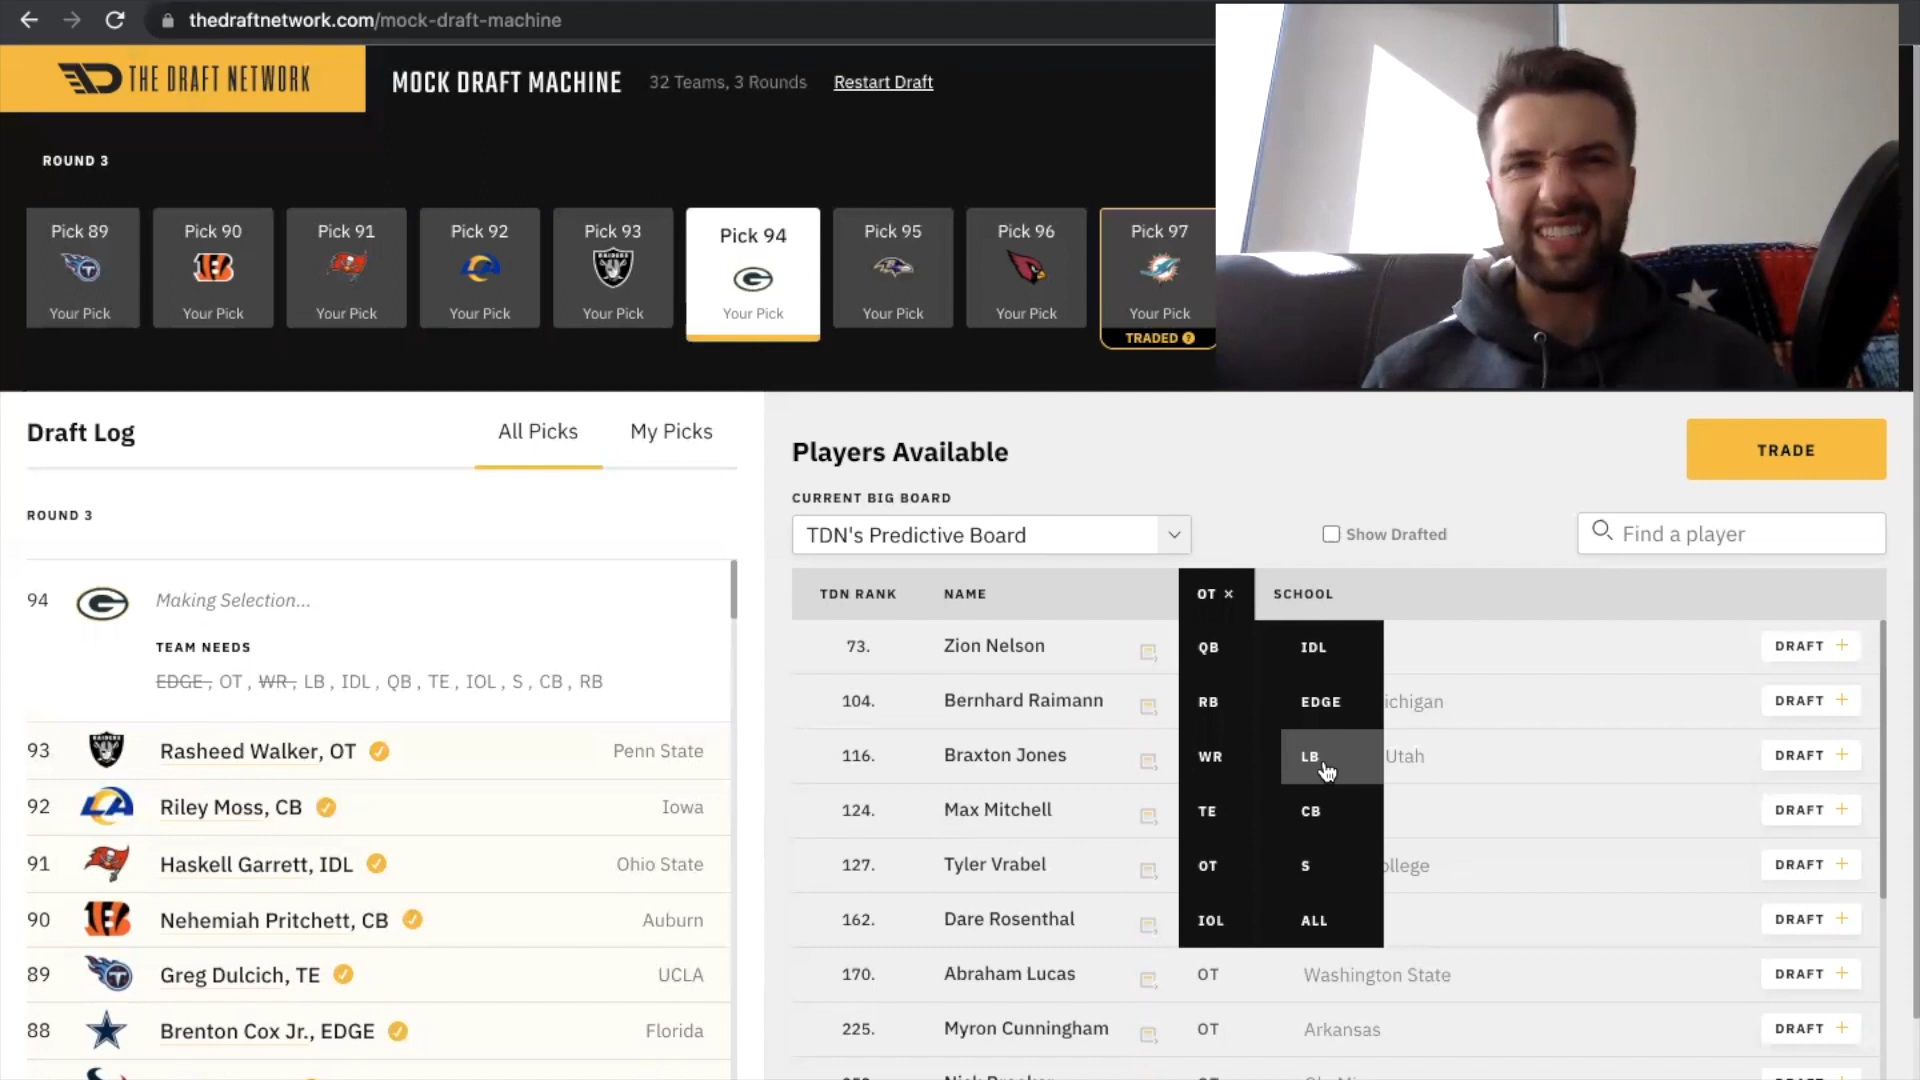 thedraftnetwork.com/mock-draft-machine
THE DRAFT NETWORK
MOCK DRAFT MACHINE
32 Teams, 3 Rounds
Restart Draft
ROUND 3
Pick 89
Pick 90
Pick 91
Pick 92
Pick 93
Pick 94
Pick 95
Pick 96
Pick 97
Your Pick
Your Pick
Your Pick
Your Pick
Your Pick
Your Pick
Your Pick
Your Pick
Your Pick
TRADED ?
Draft Log
All Picks
My Picks
ROUND 3
94
Making Selection...
TEAM NEEDS
EDGE , OT , WR , LB , IDL , QB , TE , IOL , S , CB , RB
93 Rasheed Walker, OT Penn State
92 Riley Moss, CB Iowa
91 Haskell Garrett, IDL Ohio State
90 Nehemiah Pritchett, CB Auburn
89 Greg Dulcich, TE UCLA
88 Brenton Cox Jr., EDGE Florida
Players Available
TRADE
CURRENT BIG BOARD
TDN's Predictive Board
Show Drafted
Find a player
TDN RANK NAME OT × SCHOOL
73. Zion Nelson QB IDL DRAFT +
104. Bernhard Raimann RB EDGE ichigan DRAFT +
116. Braxton Jones WR LB Utah DRAFT +
124. Max Mitchell TE CB DRAFT +
127. Tyler Vrabel OT S ollege DRAFT +
162. Dare Rosenthal IOL ALL DRAFT +
170. Abraham Lucas OT Washington State DRAFT +
225. Myron Cunningham OT Arkansas DRAFT +